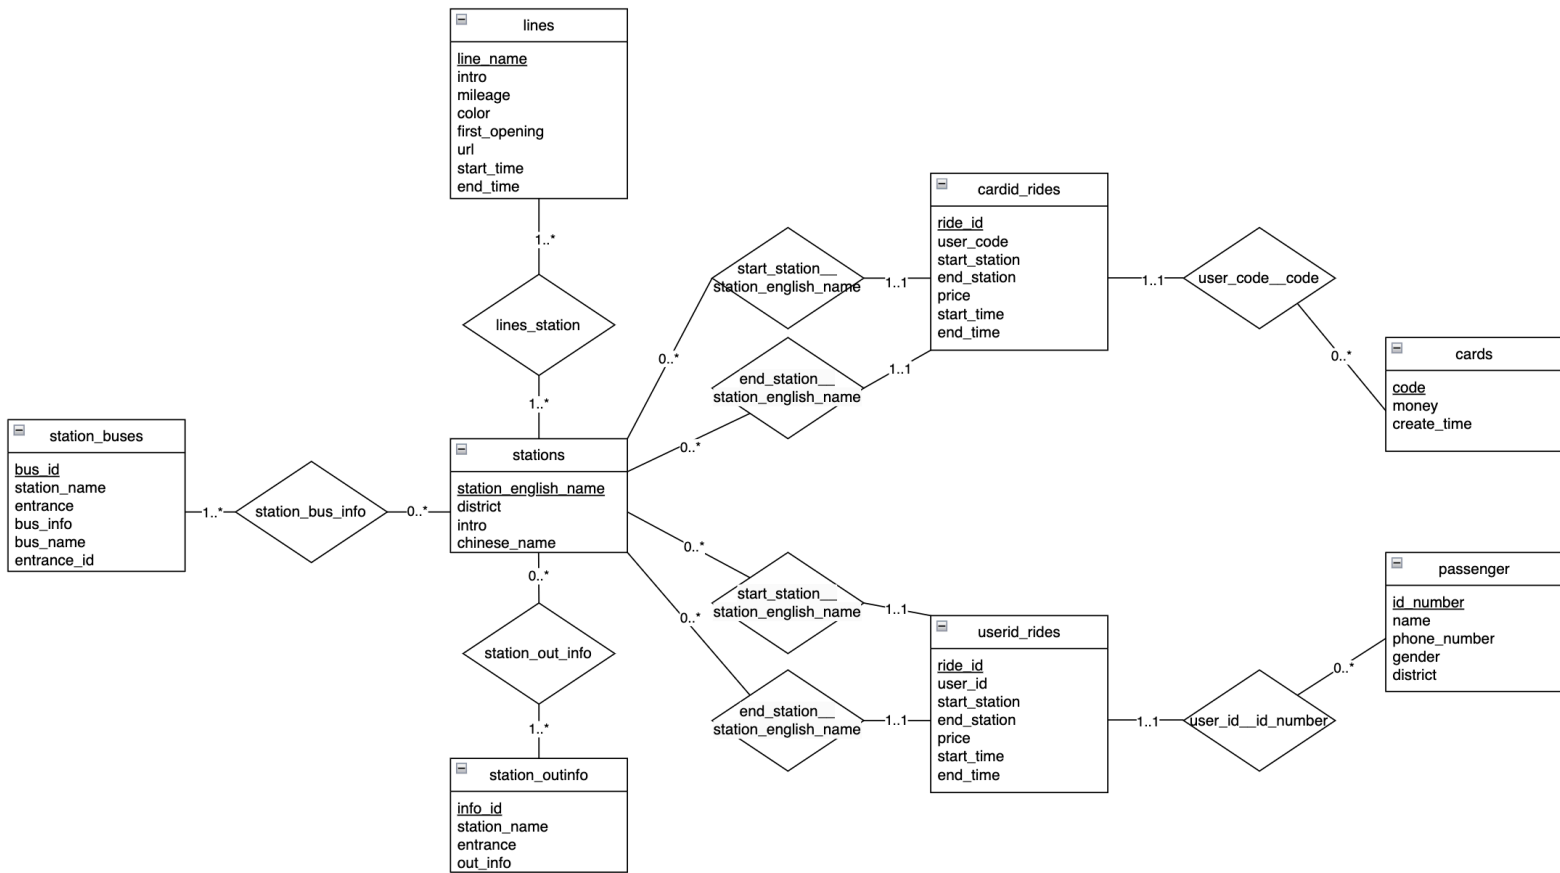 lines
line_name
intro
mileage
color
first_opening
url
start_time
end_time
1..*
lines_station
1..*
station_buses
bus_id
station_name
entrance
bus_info
bus_name
entrance_id
1..*
station_bus_info
0..*
stations
station_english_name
district
intro
chinese_name
0..*
station_out_info
1..*
station_outinfo
info_id
station_name
entrance
out_info
0..*
start_station__
station_english_name
1..1
0..*
end_station__
station_english_name
1..1
cardid_rides
ride_id
user_code
start_station
end_station
price
start_time
end_time
1..1
user_code__code
0..*
cards
code
money
create_time
0..*
start_station__
station_english_name
1..1
0..*
end_station__
station_english_name
1..1
userid_rides
ride_id
user_id
start_station
end_station
price
start_time
end_time
1..1
user_id__id_number
0..*
passenger
id_number
name
phone_number
gender
district